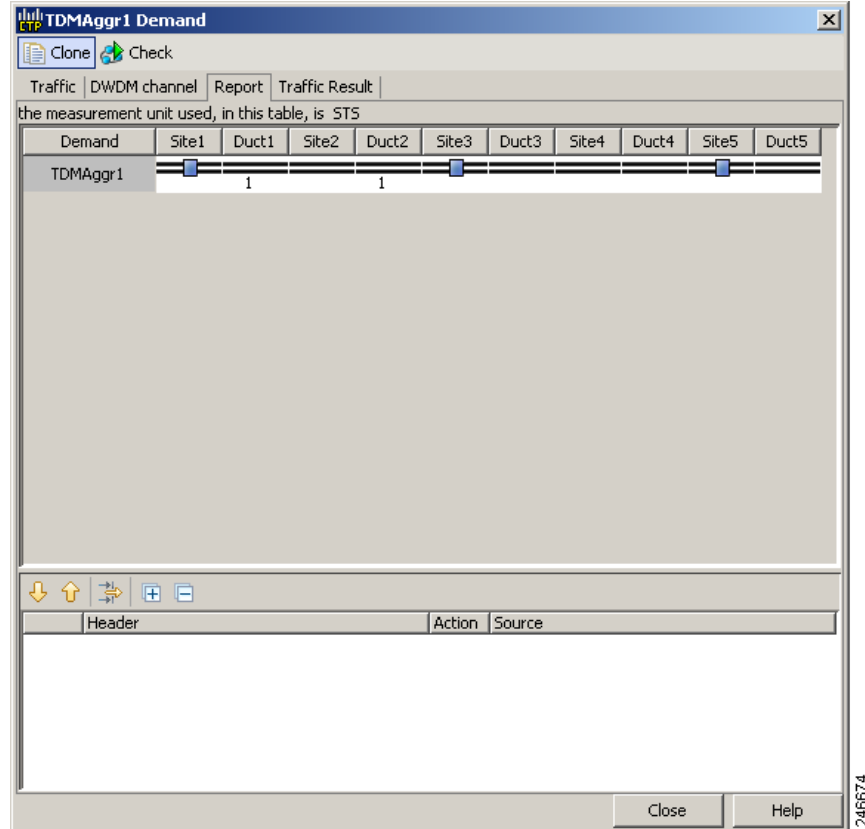 CTP TDMAggr1 Demand
Clone Check
Traffic DWDM channel Report Traffic Result
the measurement unit used, in this table, is STS
Demand Site1 Duct1 Site2 Duct2 Site3 Duct3 Site4 Duct4 Site5 Duct5
TDMAggr1
1 1
Header Action Source
Close Help
246674